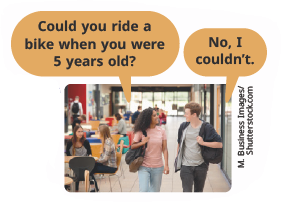 Could you ride a
bike when you were
5 years old?
No, I
couldn't.
M. Business Images/
Shutterstock.com